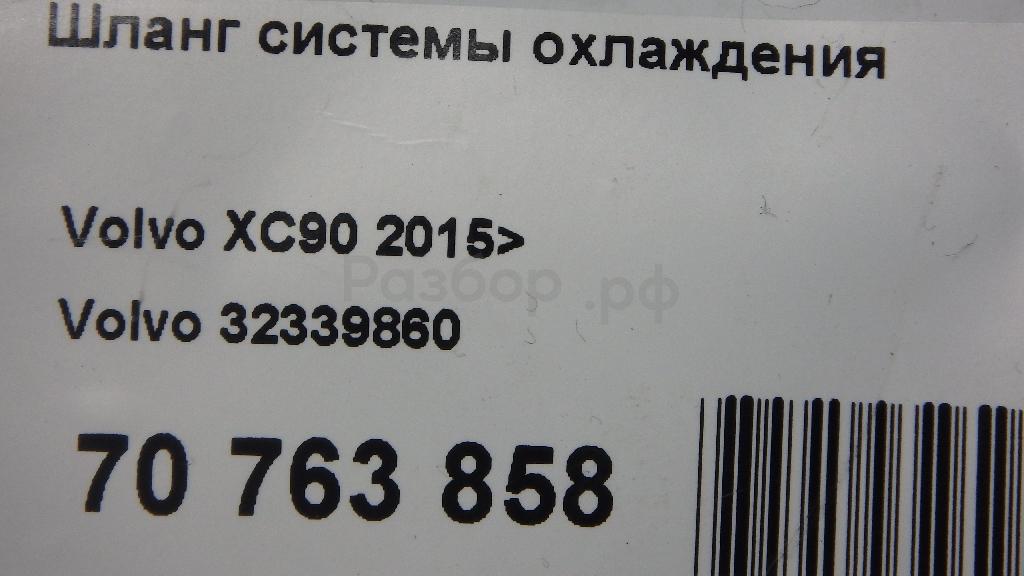 Шланг системы охлаждения
Volvo XC90 2015>
Разбор.рф
Volvo 32339860
70 763 858